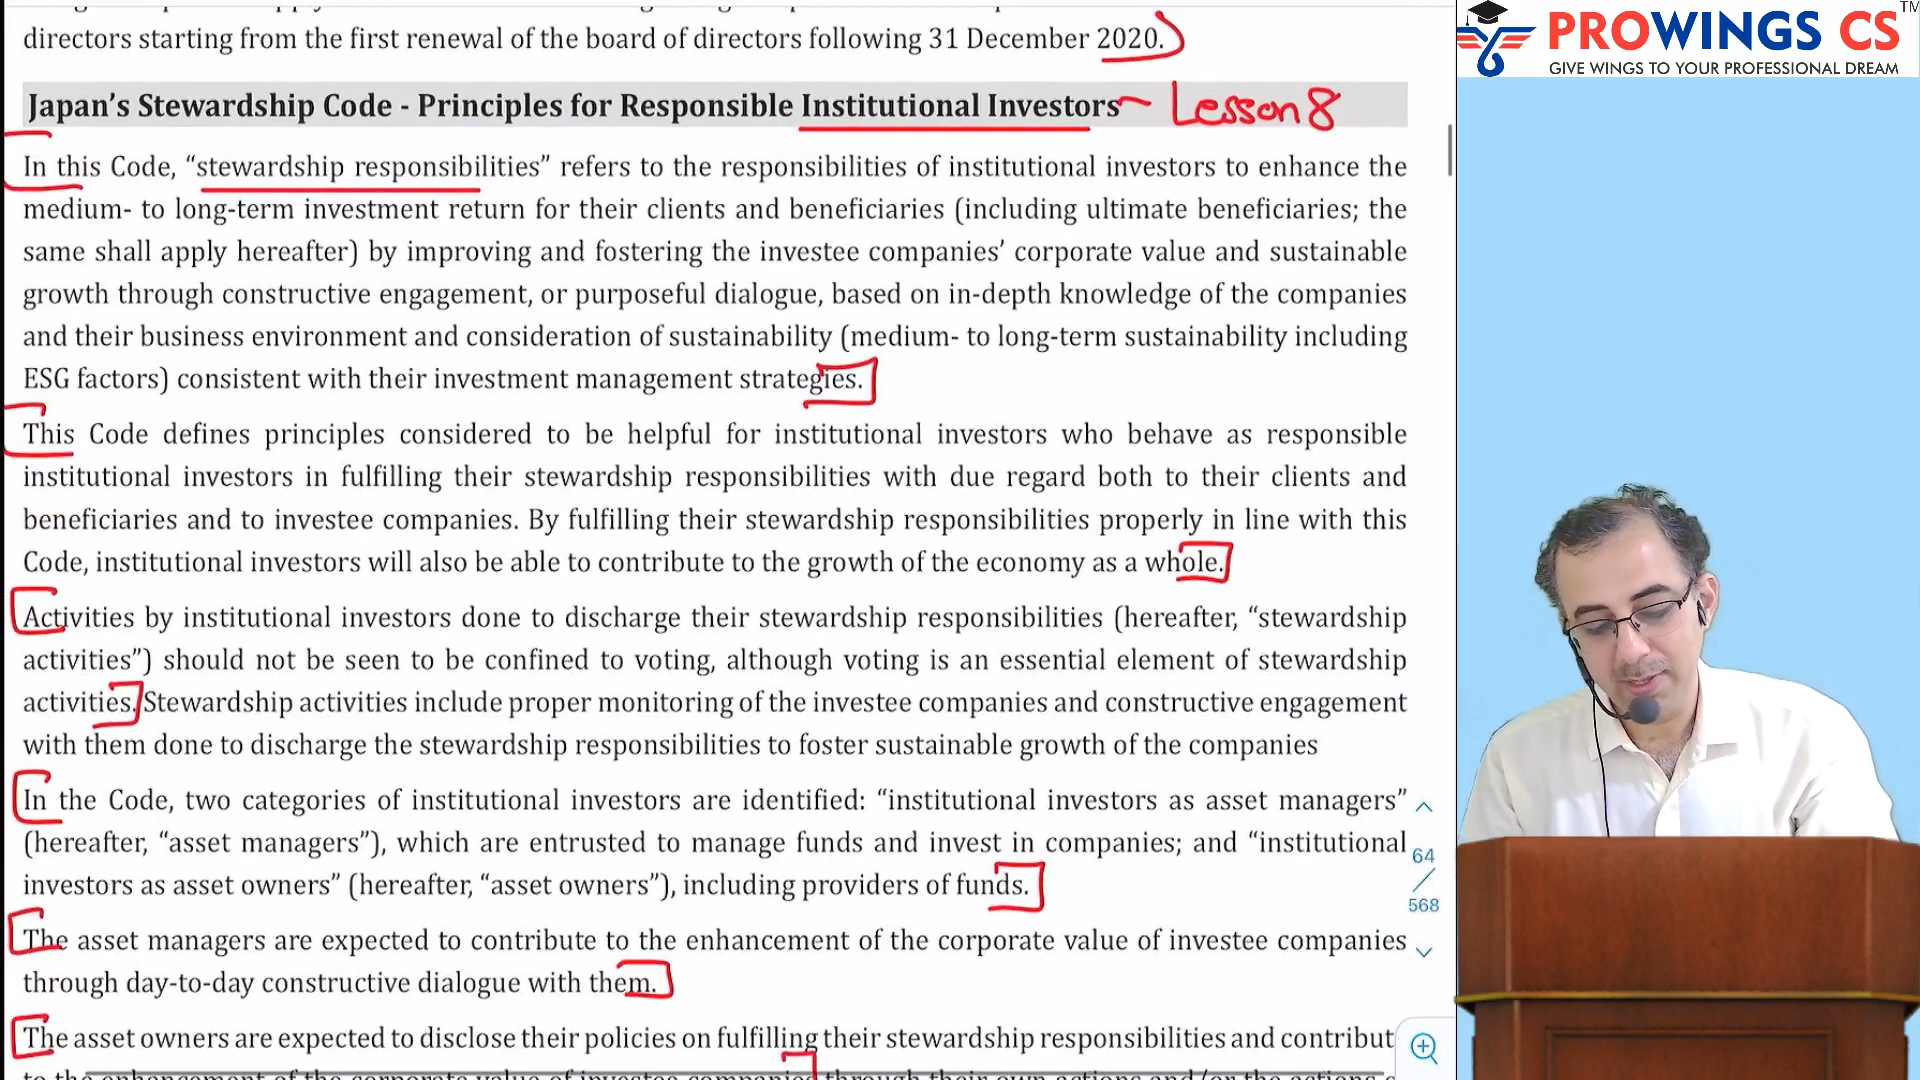 directors starting from the first renewal of the board of directors following 31 December 2020.
Japan's Stewardship Code - Principles for Responsible Institutional Investors Lesson 8
In this Code, “stewardship responsibilities” refers to the responsibilities of institutional investors to enhance the
medium- to long-term investment return for their clients and beneficiaries (including ultimate beneficiaries; the
same shall apply hereafter) by improving and fostering the investee companies’ corporate value and sustainable
growth through constructive engagement, or purposeful dialogue, based on in-depth knowledge of the companies
and their business environment and consideration of sustainability (medium- to long-term sustainability including
ESG factors) consistent with their investment management strategies.
This Code defines principles considered to be helpful for institutional investors who behave as responsible
institutional investors in fulfilling their stewardship responsibilities with due regard both to their clients and
beneficiaries and to investee companies. By fulfilling their stewardship responsibilities properly in line with this
Code, institutional investors will also be able to contribute to the growth of the economy as a whole.
Activities by institutional investors done to discharge their stewardship responsibilities (hereafter, “stewardship
activities”) should not be seen to be confined to voting, although voting is an essential element of stewardship
activities. Stewardship activities include proper monitoring of the investee companies and constructive engagement
with them done to discharge the stewardship responsibilities to foster sustainable growth of the companies
In the Code, two categories of institutional investors are identified: “institutional investors as asset managers”
(hereafter, “asset managers”), which are entrusted to manage funds and invest in companies; and “institutional
investors as asset owners” (hereafter, “asset owners”), including providers of funds.
The asset managers are expected to contribute to the enhancement of the corporate value of investee companies
through day-to-day constructive dialogue with them.
The asset owners are expected to disclose their policies on fulfilling their stewardship responsibilities and contribut
64
568
PROWINGS CS TM
GIVE WINGS TO YOUR PROFESSIONAL DREAM